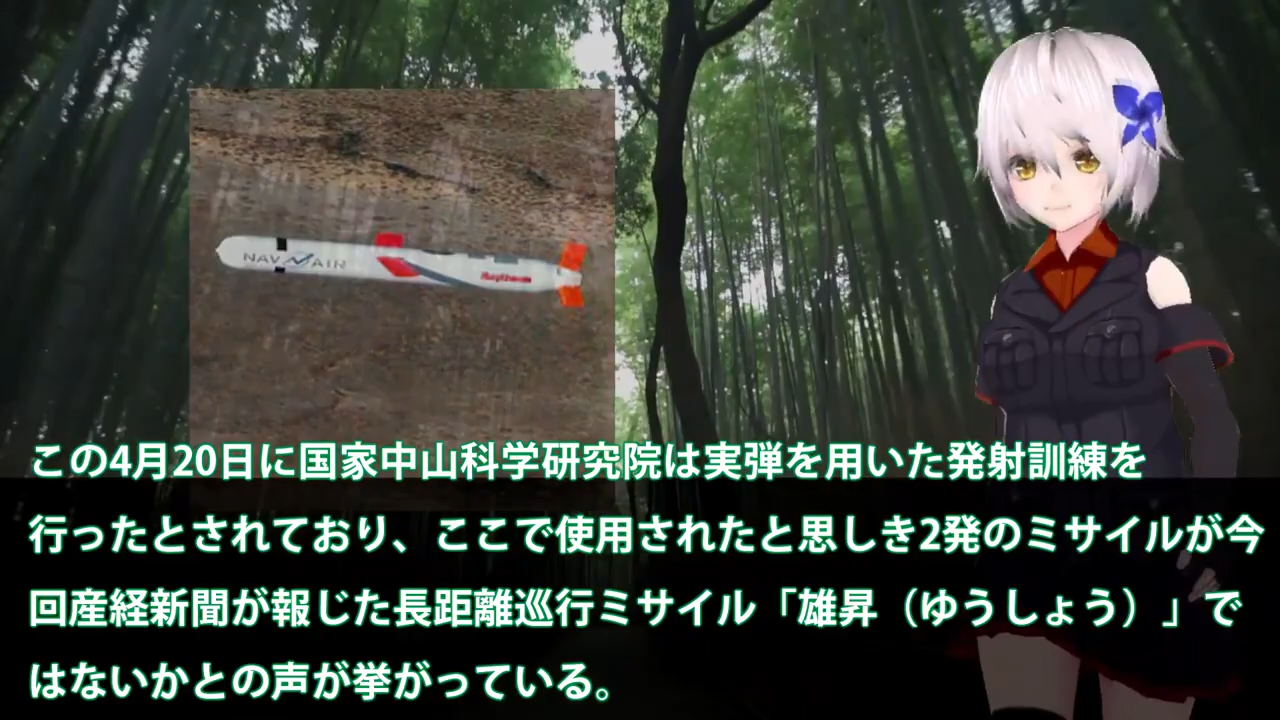 NAV AIR
Raytheon
この4月20日に国家中山科学研究院は実弾を用いた発射訓練を
行ったとされており、ここで使用されたと思しき2発のミサイルが今
回産経新聞が報じた長距離巡行ミサイル「雄昇（ゆうしょう）」で
はないかとの声が挙がっている。